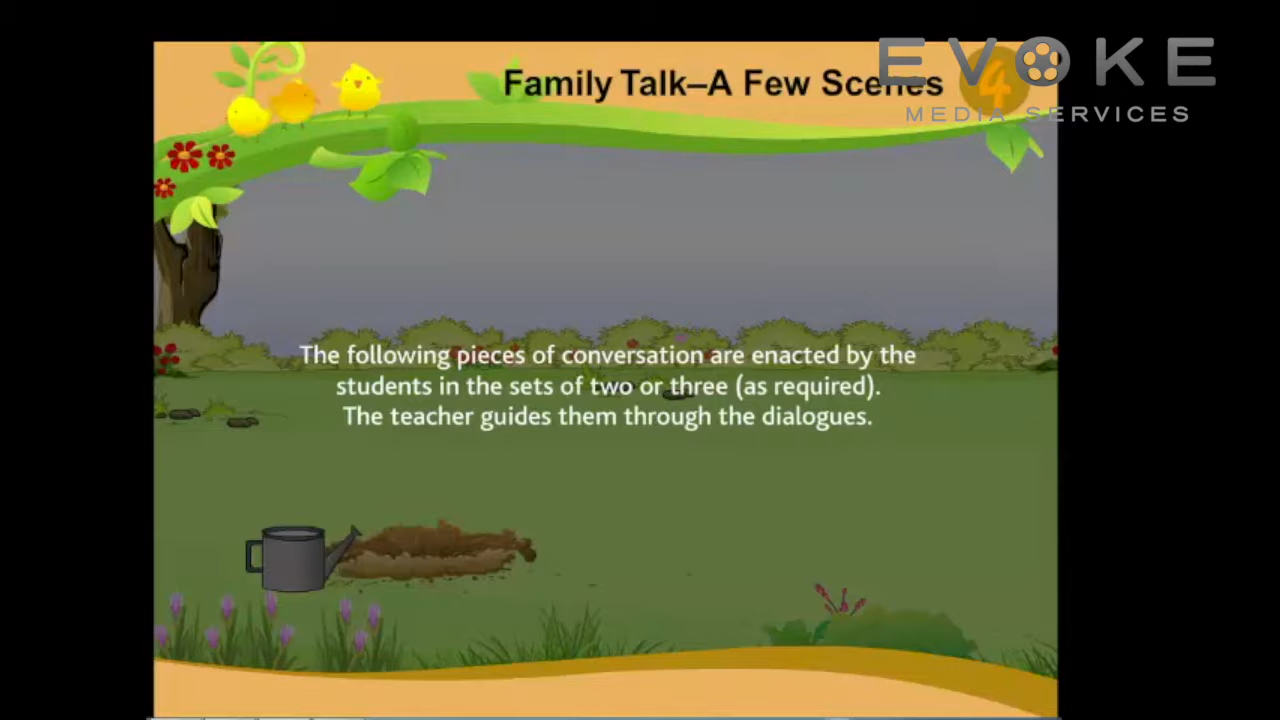 Family Talk–A Few Scenes 4
EVOKE
MEDIA SERVICES
The following pieces of conversation are enacted by the
students in the sets of two or three (as required).
The teacher guides them through the dialogues.